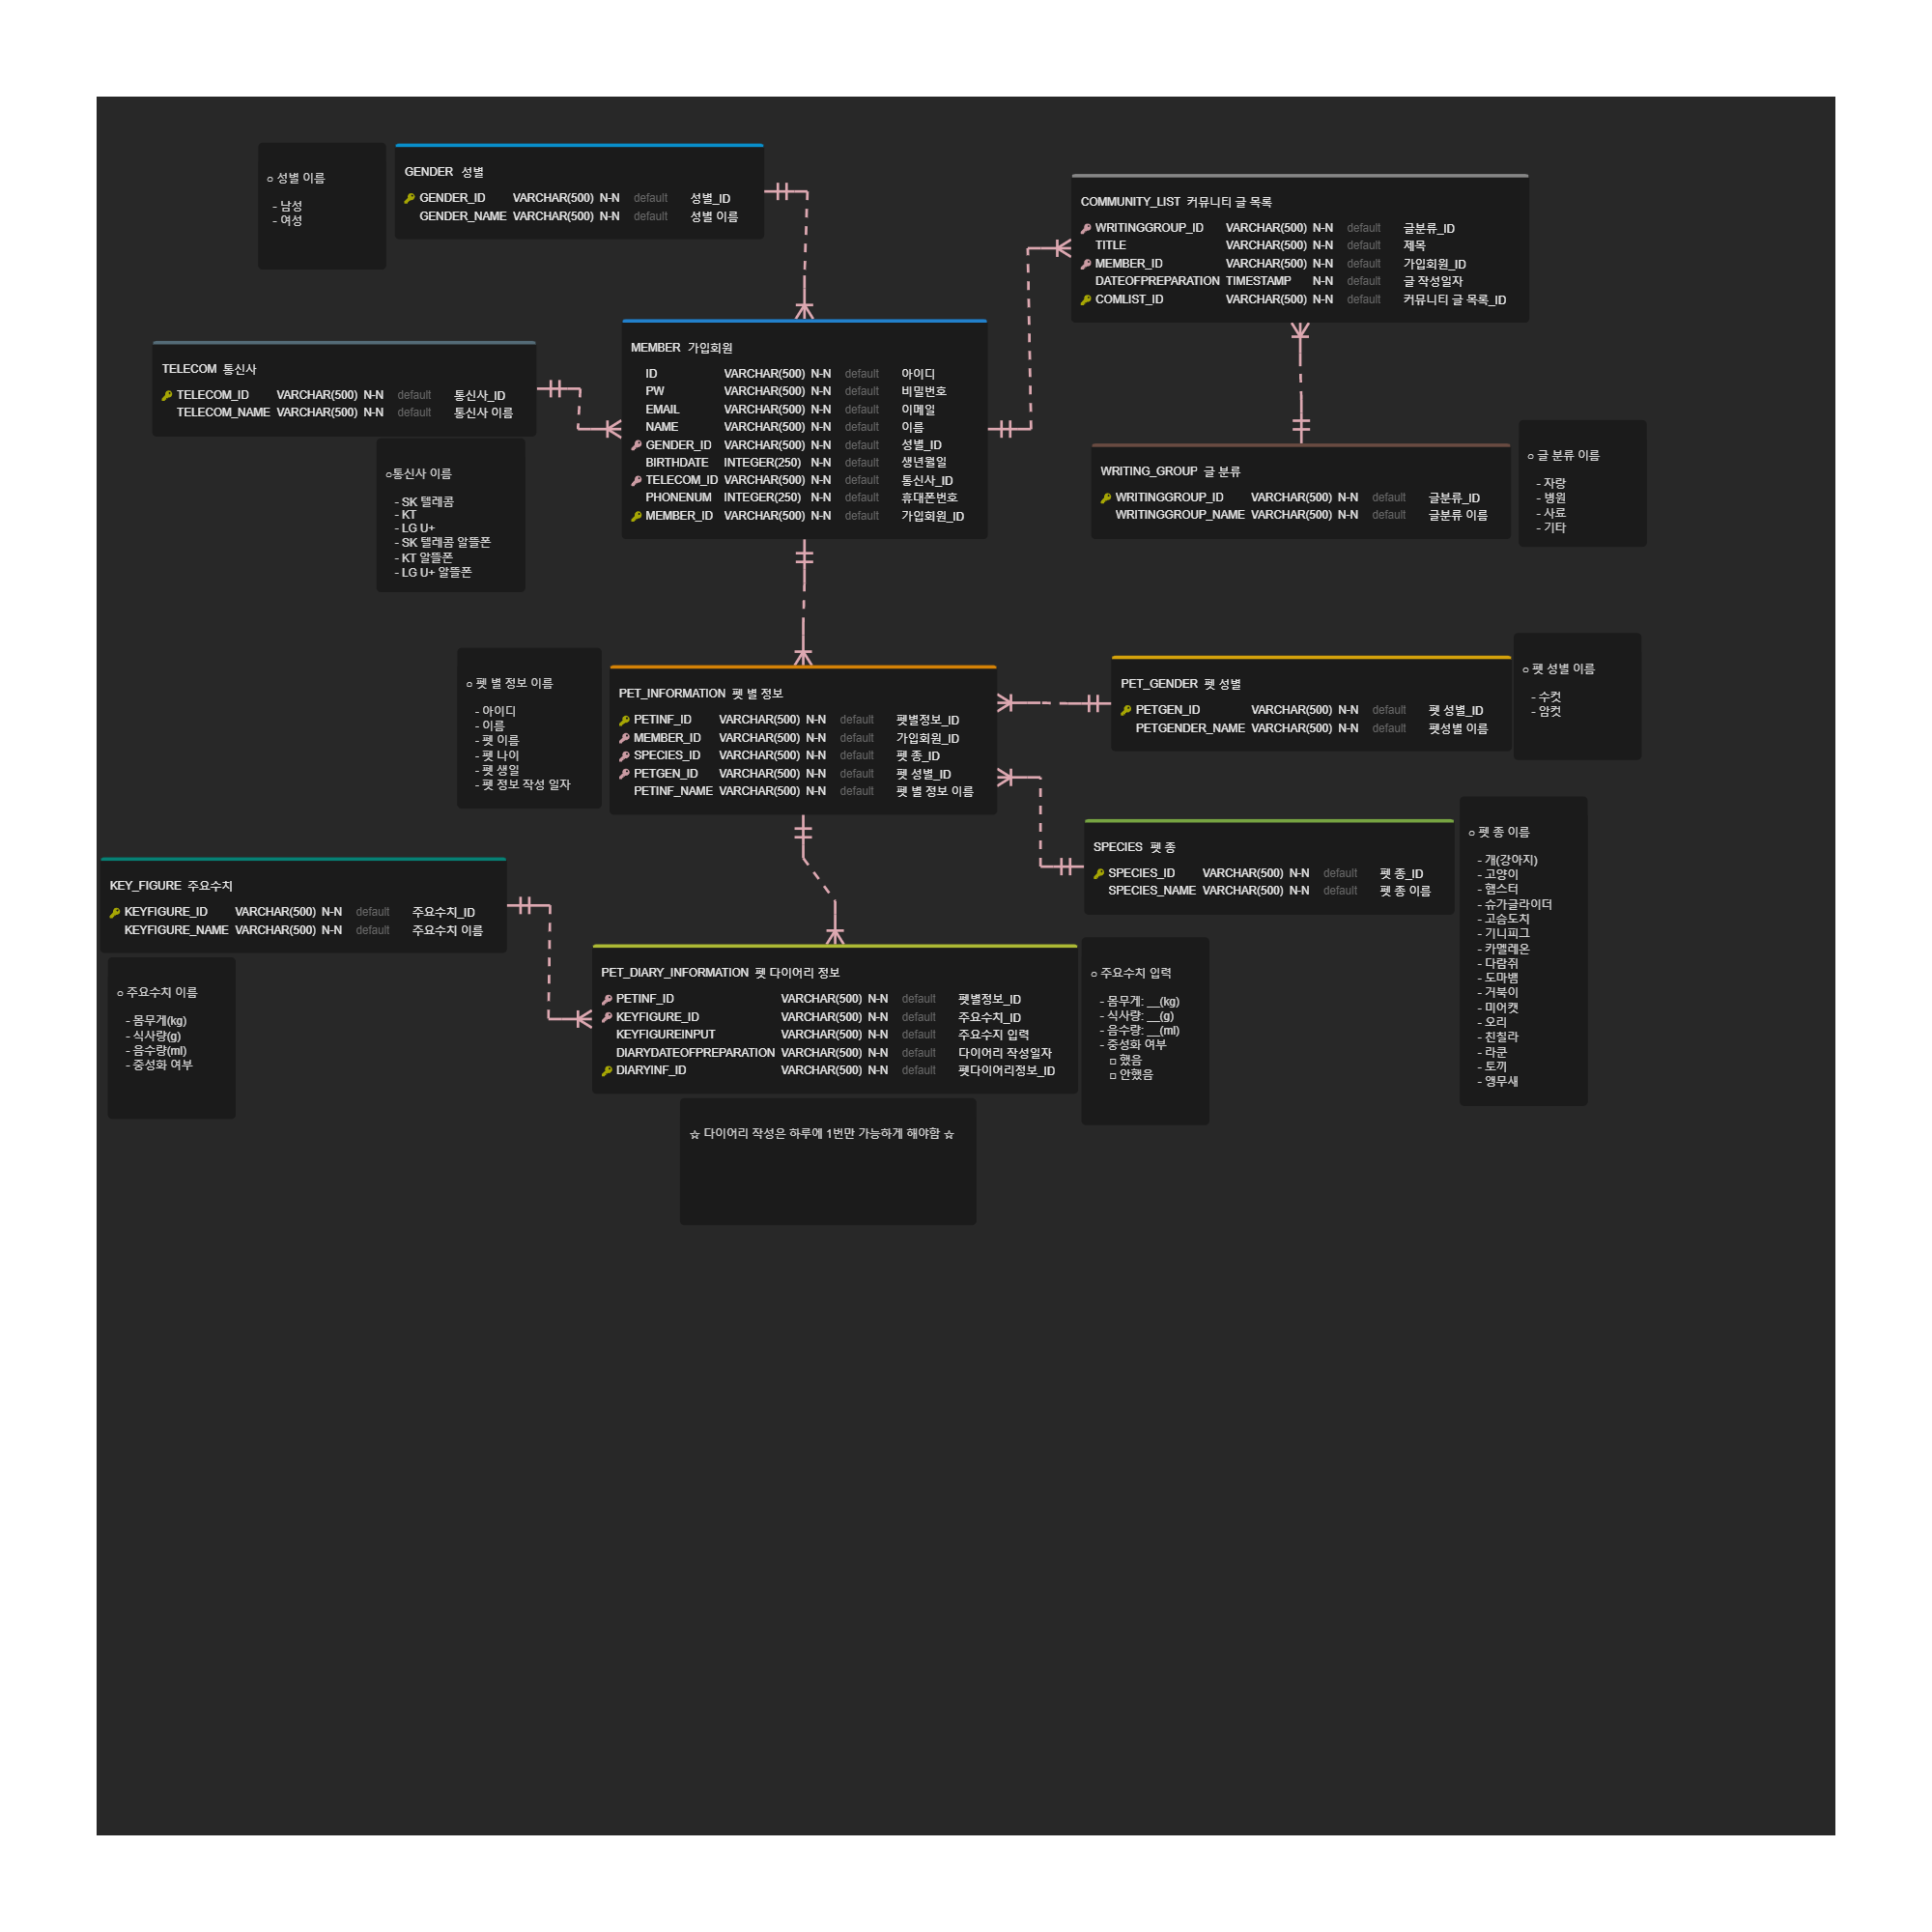 ○ 성별 이름
- 남성
- 여성
GENDER 성별
GENDER_ID VARCHAR(500) N-N default 성별_ID
GENDER_NAME VARCHAR(500) N-N default 성별 이름
COMMUNITY_LIST 커뮤니티 글 목록
WRITINGGROUP_ID VARCHAR(500) N-N default 글분류_ID
TITLE VARCHAR(500) N-N default 제목
MEMBER_ID VARCHAR(500) N-N default 가입회원_ID
DATEOFPREPARATION TIMESTAMP N-N default 글 작성일자
COMLIST_ID VARCHAR(500) N-N default 커뮤니티 글 목록_ID
TELECOM 통신사
TELECOM_ID VARCHAR(500) N-N default 통신사_ID
TELECOM_NAME VARCHAR(500) N-N default 통신사 이름
MEMBER 가입회원
ID VARCHAR(500) N-N default 아이디
PW VARCHAR(500) N-N default 비밀번호
EMAIL VARCHAR(500) N-N default 이메일
NAME VARCHAR(500) N-N default 이름
GENDER_ID VARCHAR(500) N-N default 성별_ID
BIRTHDATE INTEGER(250) N-N default 생년월일
TELECOM_ID VARCHAR(500) N-N default 통신사_ID
PHONENUM INTEGER(250) N-N default 휴대폰번호
MEMBER_ID VARCHAR(500) N-N default 가입회원_ID
○통신사 이름
- SK 텔레콤
- KT
- LG U+
- SK 텔레콤 알뜰폰
- KT 알뜰폰
- LG U+ 알뜰폰
WRITING_GROUP 글 분류
WRITINGGROUP_ID VARCHAR(500) N-N default 글분류_ID
WRITINGGROUP_NAME VARCHAR(500) N-N default 글분류 이름
○ 글 분류 이름
- 자랑
- 병원
- 사료
- 기타
○ 펫 별 정보 이름
- 아이디
- 이름
- 펫 이름
- 펫 나이
- 펫 생일
- 펫 정보 작성 일자
PET_INFORMATION 펫 별 정보
PETINF_ID VARCHAR(500) N-N default 펫별정보_ID
MEMBER_ID VARCHAR(500) N-N default 가입회원_ID
SPECIES_ID VARCHAR(500) N-N default 펫 종_ID
PETGEN_ID VARCHAR(500) N-N default 펫 성별_ID
PETINF_NAME VARCHAR(500) N-N default 펫 별 정보 이름
PET_GENDER 펫 성별
PETGEN_ID VARCHAR(500) N-N default 펫 성별_ID
PETGENDER_NAME VARCHAR(500) N-N default 펫성별 이름
○ 펫 성별 이름
- 수컷
- 암컷
SPECIES 펫 종
SPECIES_ID VARCHAR(500) N-N default 펫 종_ID
SPECIES_NAME VARCHAR(500) N-N default 펫 종 이름
○ 펫 종 이름
- 개(강아지)
- 고양이
- 햄스터
- 슈가글라이더
- 고슴도치
- 기니피그
- 카멜레온
- 다람쥐
- 도마뱀
- 거북이
- 미어캣
- 오리
- 친칠라
- 라쿤
- 토끼
- 앵무새
KEY_FIGURE 주요수치
KEYFIGURE_ID VARCHAR(500) N-N default 주요수치_ID
KEYFIGURE_NAME VARCHAR(500) N-N default 주요수치 이름
○ 주요수치 이름
- 몸무게(kg)
- 식사량(g)
- 음수량(ml)
- 중성화 여부
PET_DIARY_INFORMATION 펫 다이어리 정보
PETINF_ID VARCHAR(500) N-N default 펫별정보_ID
KEYFIGURE_ID VARCHAR(500) N-N default 주요수치_ID
KEYFIGUREINPUT VARCHAR(500) N-N default 주요수지 입력
DIARYDATEOFPREPARATION VARCHAR(500) N-N default 다이어리 작성일자
DIARYINF_ID VARCHAR(500) N-N default 펫다이어리정보_ID
○ 주요수치 입력
- 몸무게: __(kg)
- 식사량: __(g)
- 음수량: __(ml)
- 중성화 여부
□ 했음
□ 안했음
☆ 다이어리 작성은 하루에 1번만 가능하게 해야함 ☆